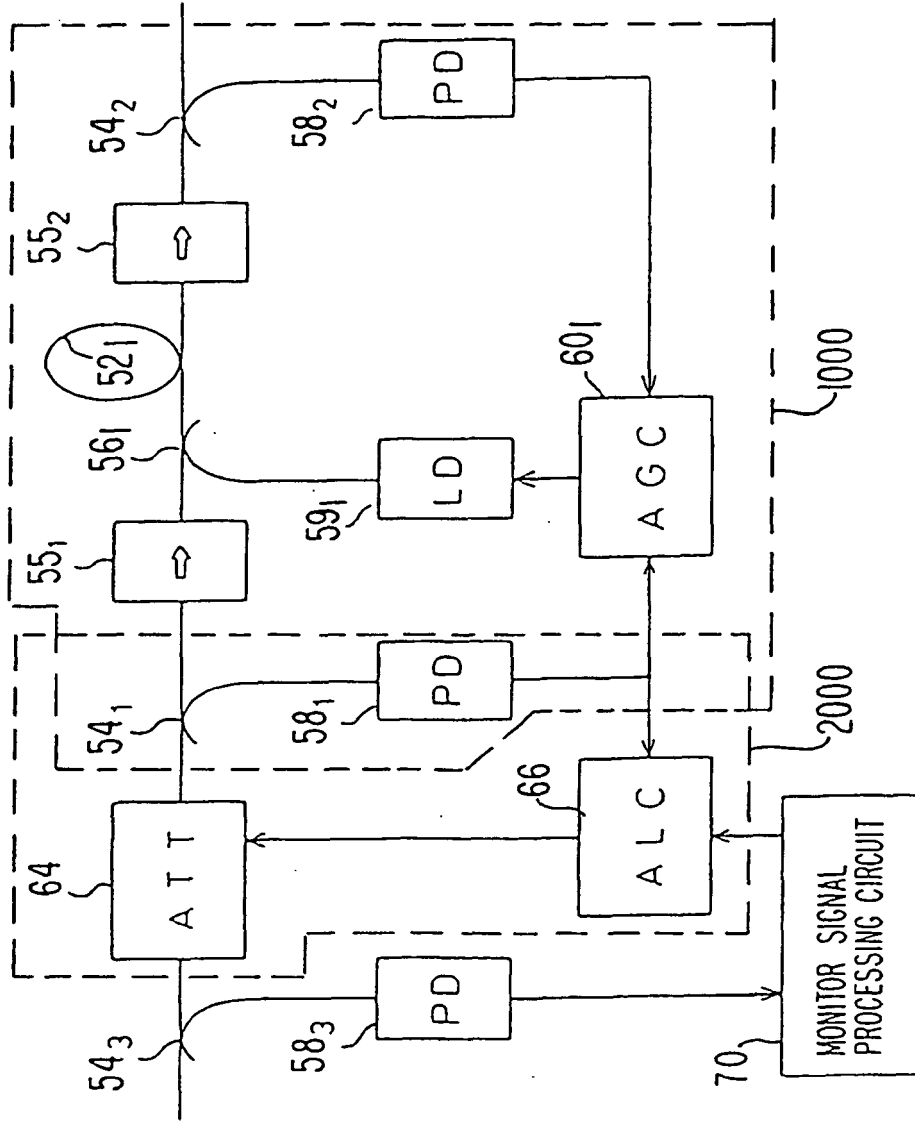 54₃
64
ATT
54₁
55₁
56₁
52₁
55₂
54₂
58₃
PD
58₁
PD
59₁
LD
58₂
PD
66
ALC
60₁
AGC
70
MONITOR SIGNAL
PROCESSING CIRCUIT
2000
1000